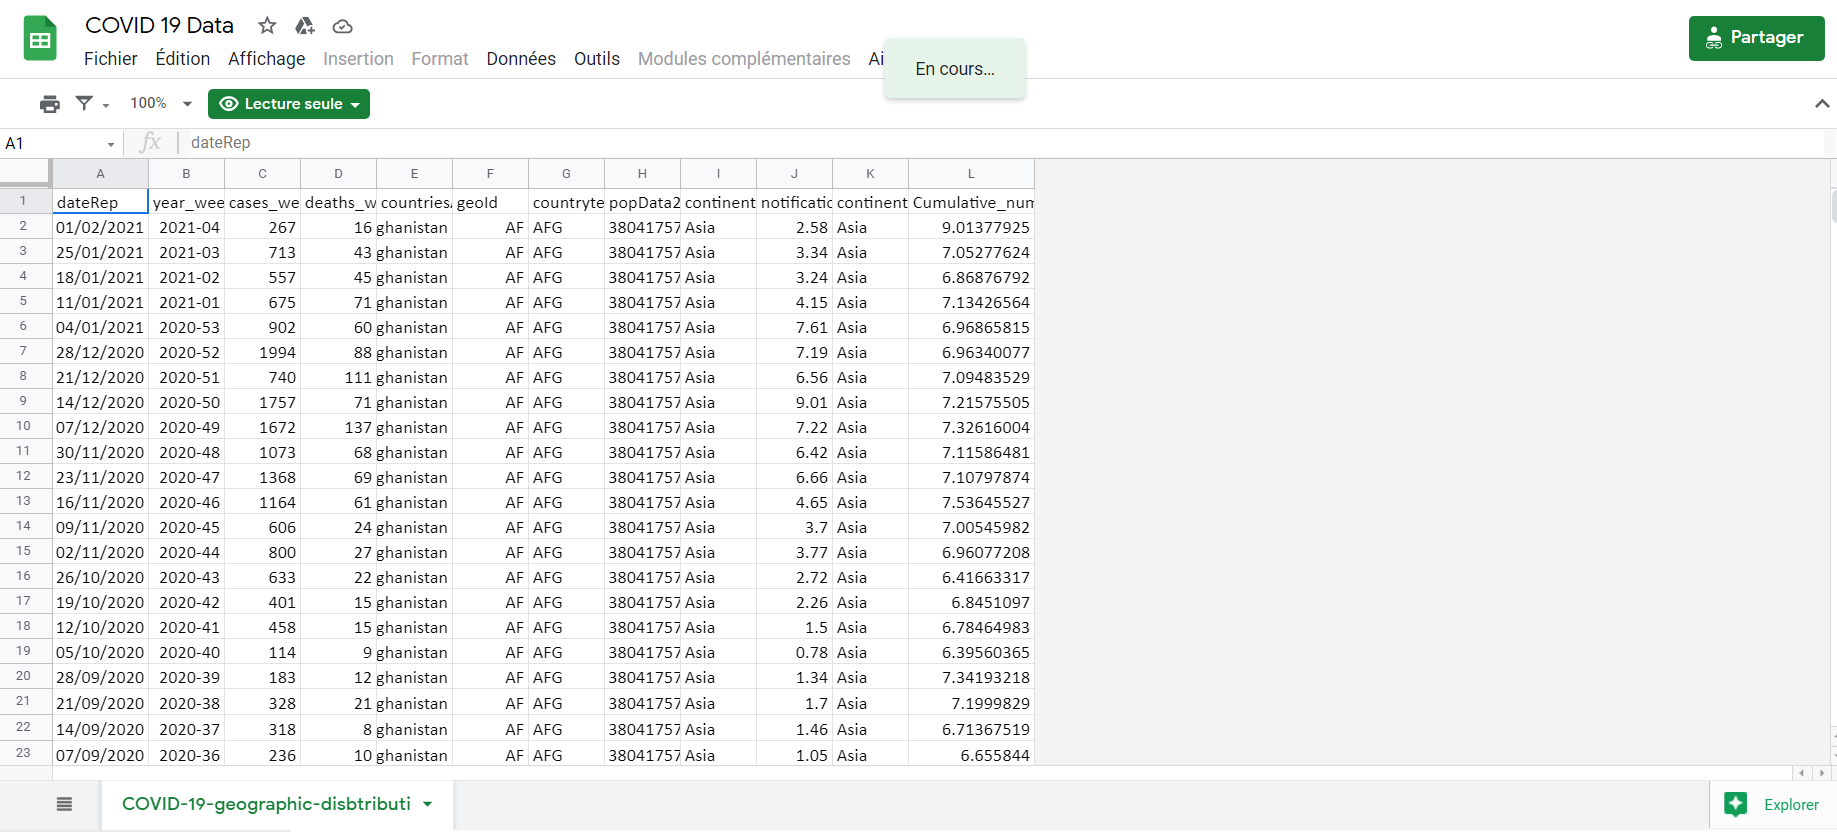 COVID 19 Data
Fichier Édition Affichage Insertion Format Données Outils Modules complémentaires Ai
En cours...
Partager
100% Lecture seule
A1 fx dateRep
A B C D E F G H I J K L
1 dateRep year_wee cases_we deaths_w countries geoId countryte popData2 continent notificatic continent Cumulative_num
2 01/02/2021 2021-04 267 16 ghanistan AF AFG 38041757 Asia 2.58 Asia 9.01377925
3 25/01/2021 2021-03 713 43 ghanistan AF AFG 38041757 Asia 3.34 Asia 7.05277624
4 18/01/2021 2021-02 557 45 ghanistan AF AFG 38041757 Asia 3.24 Asia 6.86876792
5 11/01/2021 2021-01 675 71 ghanistan AF AFG 38041757 Asia 4.15 Asia 7.13426564
6 04/01/2021 2020-53 902 60 ghanistan AF AFG 38041757 Asia 7.61 Asia 6.96865815
7 28/12/2020 2020-52 1994 88 ghanistan AF AFG 38041757 Asia 7.19 Asia 6.96340077
8 21/12/2020 2020-51 740 111 ghanistan AF AFG 38041757 Asia 6.56 Asia 7.09483529
9 14/12/2020 2020-50 1757 71 ghanistan AF AFG 38041757 Asia 9.01 Asia 7.21575505
10 07/12/2020 2020-49 1672 137 ghanistan AF AFG 38041757 Asia 7.22 Asia 7.32616004
11 30/11/2020 2020-48 1073 68 ghanistan AF AFG 38041757 Asia 6.42 Asia 7.11586481
12 23/11/2020 2020-47 1368 69 ghanistan AF AFG 38041757 Asia 6.66 Asia 7.10797874
13 16/11/2020 2020-46 1164 61 ghanistan AF AFG 38041757 Asia 4.65 Asia 7.53645527
14 09/11/2020 2020-45 606 24 ghanistan AF AFG 38041757 Asia 3.7 Asia 7.00545982
15 02/11/2020 2020-44 800 27 ghanistan AF AFG 38041757 Asia 3.77 Asia 6.96077208
16 26/10/2020 2020-43 633 22 ghanistan AF AFG 38041757 Asia 2.72 Asia 6.41663317
17 19/10/2020 2020-42 401 15 ghanistan AF AFG 38041757 Asia 2.26 Asia 6.8451097
18 12/10/2020 2020-41 458 15 ghanistan AF AFG 38041757 Asia 1.5 Asia 6.78464983
19 05/10/2020 2020-40 114 9 ghanistan AF AFG 38041757 Asia 0.78 Asia 6.39560365
20 28/09/2020 2020-39 183 12 ghanistan AF AFG 38041757 Asia 1.34 Asia 7.34193218
21 21/09/2020 2020-38 328 21 ghanistan AF AFG 38041757 Asia 1.7 Asia 7.1999829
22 14/09/2020 2020-37 318 8 ghanistan AF AFG 38041757 Asia 1.46 Asia 6.71367519
23 07/09/2020 2020-36 236 10 ghanistan AF AFG 38041757 Asia 1.05 Asia 6.655844
COVID-19-geographic-disbtributi
Explorer